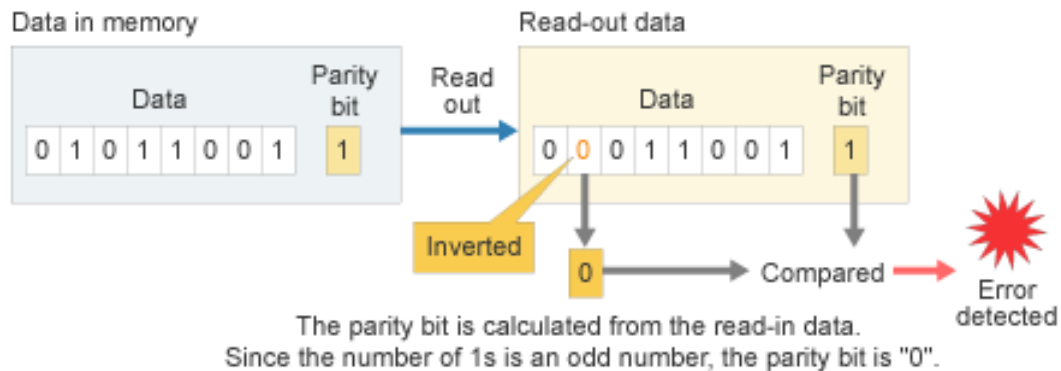 Data in memory
Read-out data
Data
Parity
bit
Read
out
Data
Parity
bit
0 1 0 1 1 0 0 1
1
0 0 0 1 1 0 0 1
1
Inverted
0
Compared
Error
detected
The parity bit is calculated from the read-in data.
Since the number of 1s is an odd number, the parity bit is "0".